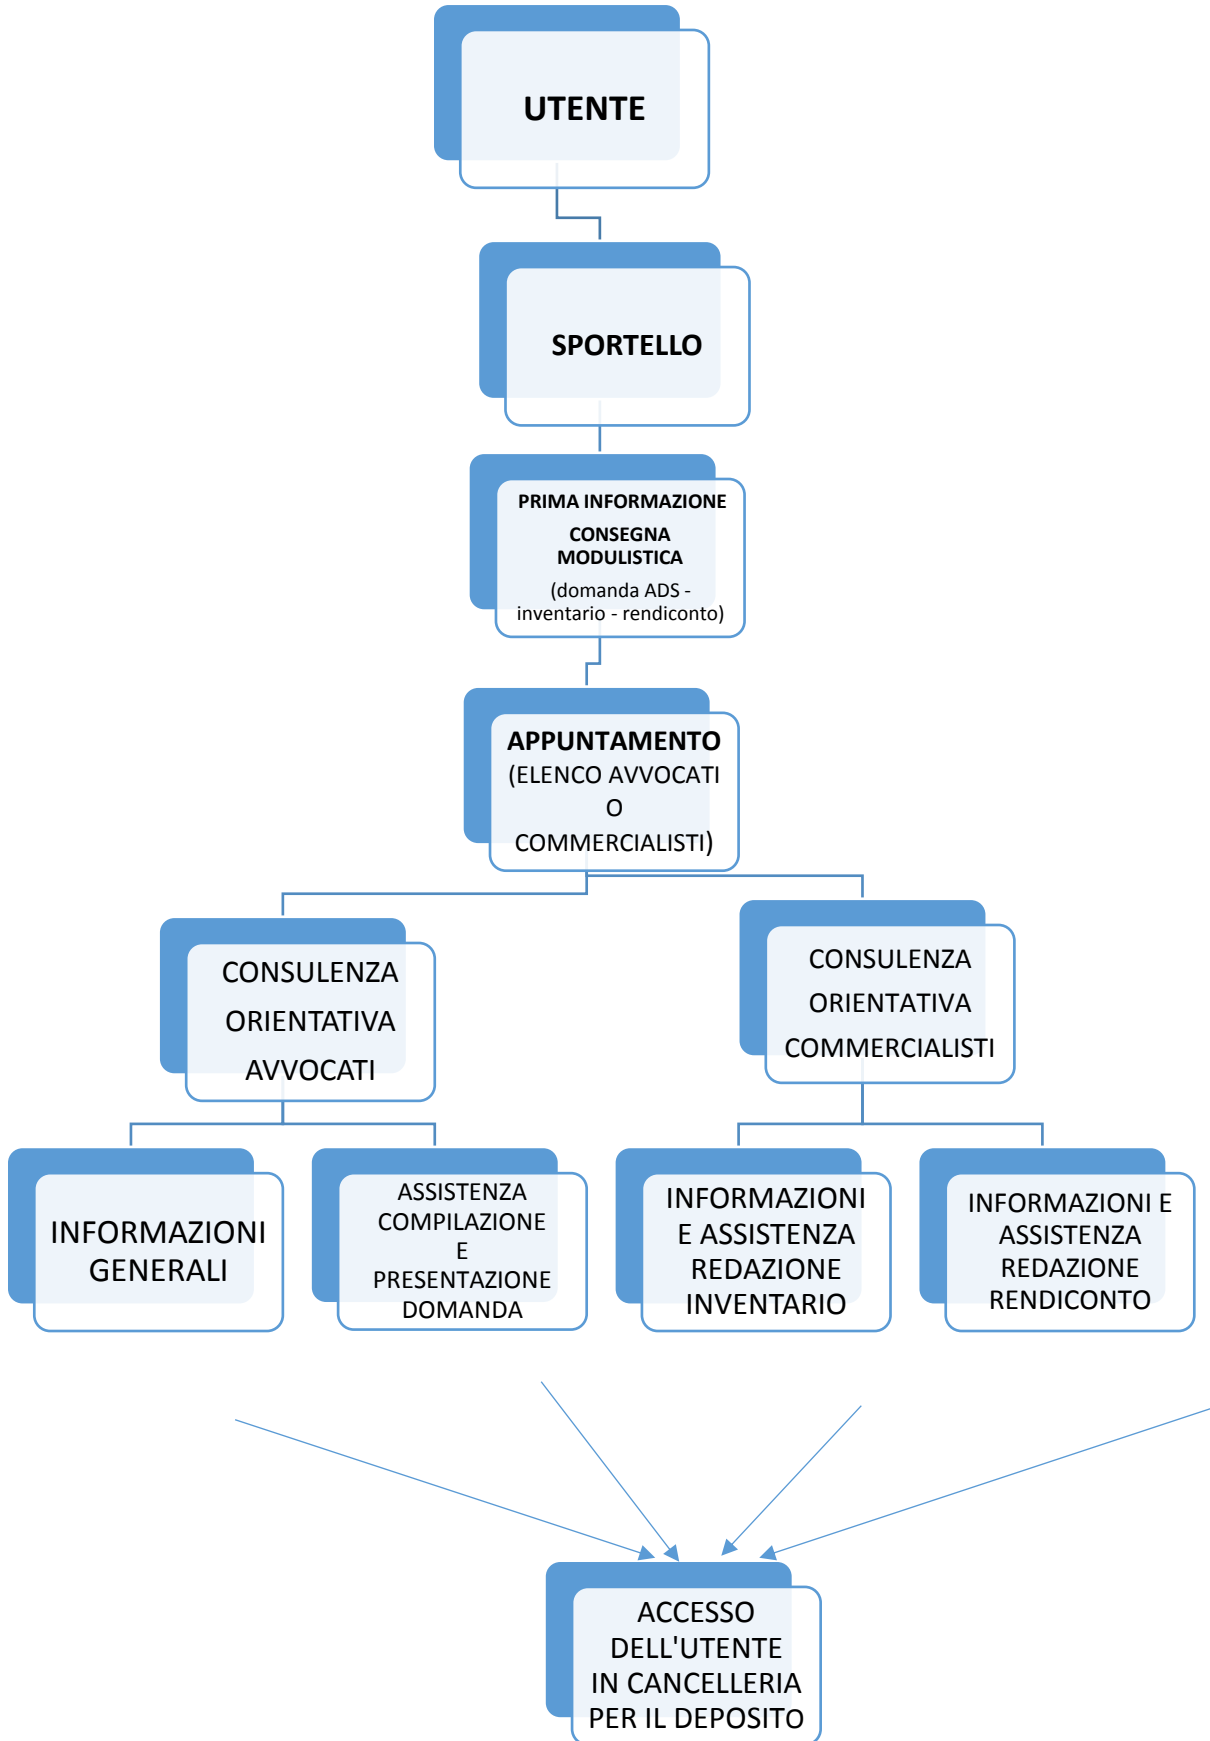 UTENTE
SPORTELLO
PRIMA INFORMAZIONE
CONSEGNA
MODULISTICA
(domanda ADS -
inventario - rendiconto)
APPUNTAMENTO
(ELENCO AVVOCATI
O
COMMERCIALISTI)
CONSULENZA
ORIENTATIVA
AVVOCATI
CONSULENZA
ORIENTATIVA
COMMERCIALISTI
INFORMAZIONI
GENERALI
ASSISTENZA
COMPILAZIONE
E
PRESENTAZIONE
DOMANDA
INFORMAZIONI
E ASSISTENZA
REDAZIONE
INVENTARIO
INFORMAZIONI E
ASSISTENZA
REDAZIONE
RENDICONTO
ACCESSO
DELL'UTENTE
IN CANCELLERIA
PER IL DEPOSITO